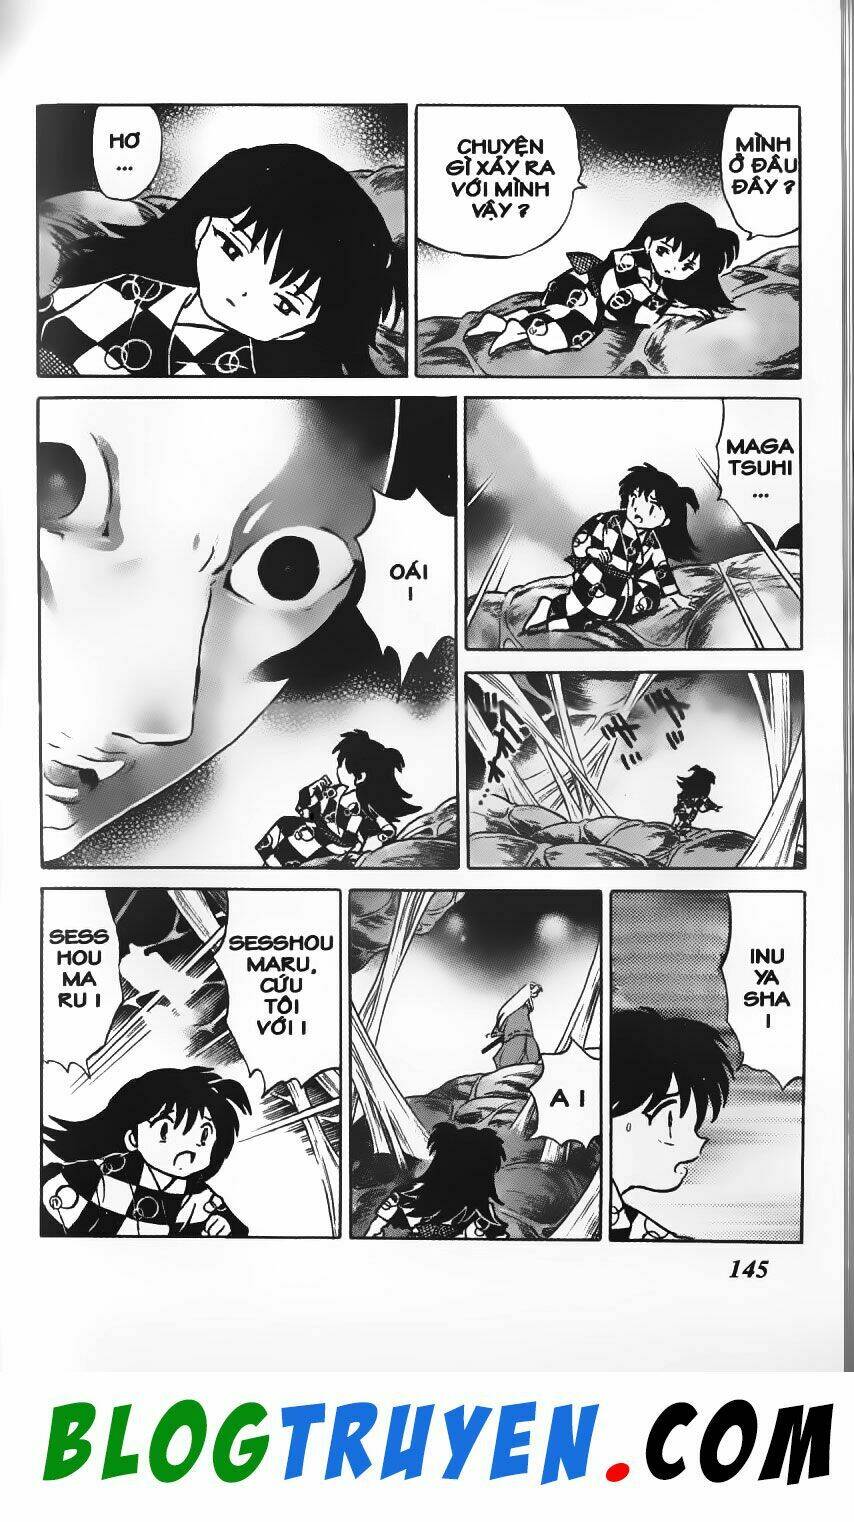 MÌNH
Ở ĐÂU
ĐÂY ?
CHUYỆN
GÌ XẢY RA
VỚI MÌNH
VẬY ?
HƠ
...
MAGA
TSUHI
...
OÁI
!
INU
YA
SHA
!
A !
SESSHOU
MARU,
CỨU
TÔI
VỚI !
SESS
HOU
MA
RU !
145
BLOGTRUYEN.COM